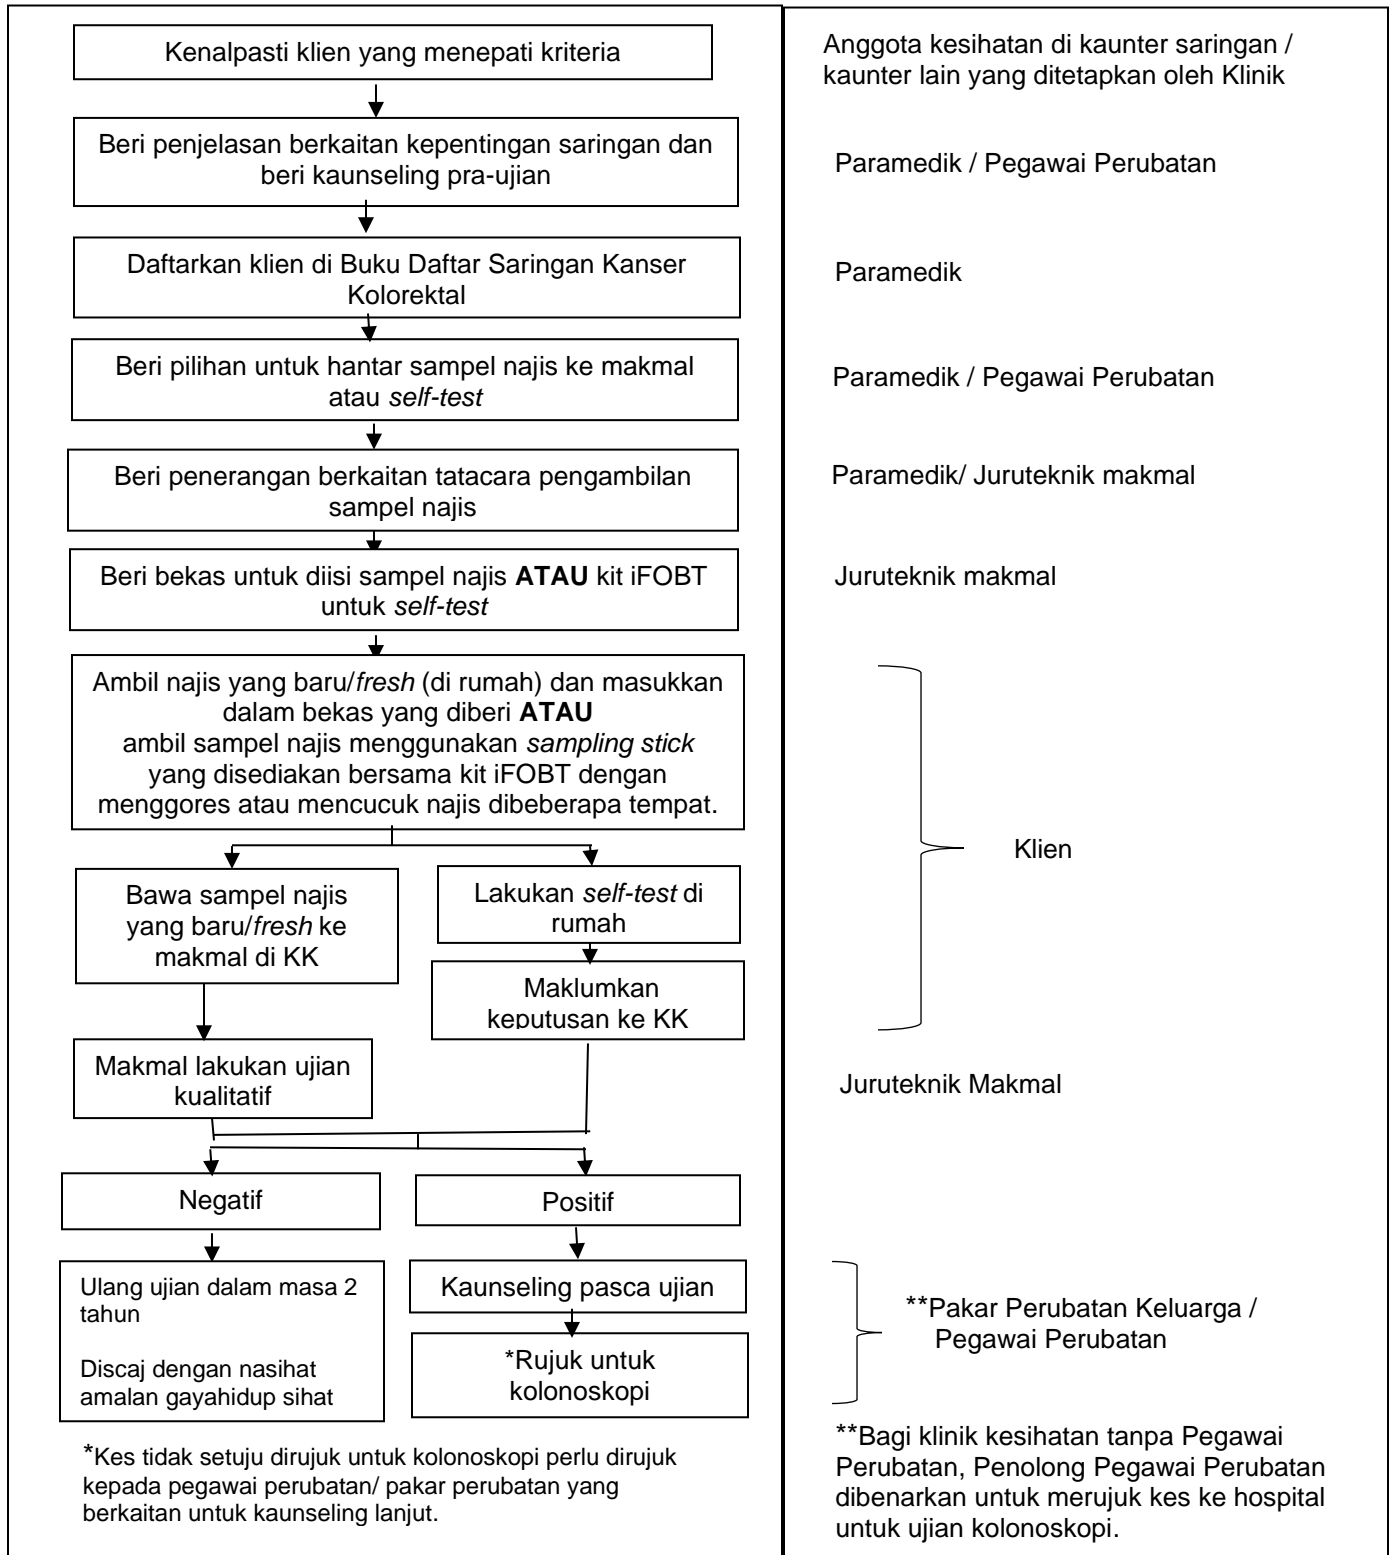 Kenalpasti klien yang menepati kriteria
Anggota kesihatan di kaunter saringan /
kaunter lain yang ditetapkan oleh Klinik
Beri penjelasan berkaitan kepentingan saringan dan
beri kaunseling pra-ujian
Paramedik / Pegawai Perubatan
Daftarkan klien di Buku Daftar Saringan Kanser
Kolorektal
Paramedik
Beri pilihan untuk hantar sampel najis ke makmal
atau self-test
Paramedik / Pegawai Perubatan
Beri penerangan berkaitan tatacara pengambilan
sampel najis
Paramedik/ Juruteknik makmal
Beri bekas untuk diisi sampel najis ATAU kit iFOBT
untuk self-test
Juruteknik makmal
Ambil najis yang baru/fresh (di rumah) dan masukkan
dalam bekas yang diberi ATAU
ambil sampel najis menggunakan sampling stick
yang disediakan bersama kit iFOBT dengan
menggores atau mencucuk najis dibeberapa tempat.
Klien
Bawa sampel najis
yang baru/fresh ke
makmal di KK
Lakukan self-test di
rumah
Maklumkan
keputusan ke KK
Makmal lakukan ujian
kualitatif
Juruteknik Makmal
Negatif
Positif
Ulang ujian dalam masa 2
tahun
Discaj dengan nasihat
amalan gayahidup sihat
Kaunseling pasca ujian
*Rujuk untuk
kolonoskopi
**Pakar Perubatan Keluarga /
Pegawai Perubatan
*Kes tidak setuju dirujuk untuk kolonoskopi perlu dirujuk
kepada pegawai perubatan/ pakar perubatan yang
berkaitan untuk kaunseling lanjut.
**Bagi klinik kesihatan tanpa Pegawai
Perubatan, Penolong Pegawai Perubatan
dibenarkan untuk merujuk kes ke hospital
untuk ujian kolonoskopi.